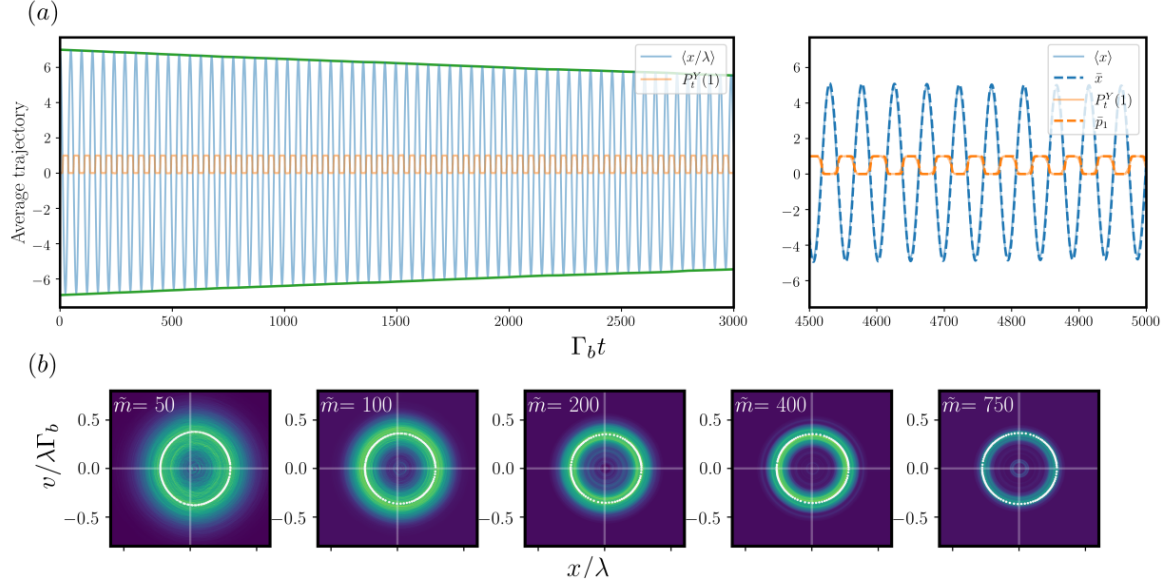 (a)
Average trajectory
6
4
2
0
−2
−4
−6
⟨x/λ⟩
P_t^Y(1)
0 500 1000 1500 2000 2500 3000
6
4
2
0
−2
−4
−6
⟨x⟩
x̄
P_t^Y(1)
p̄_1
4500 4600 4700 4800 4900 5000
Γ_b t
(b)
v/λΓ_b
0.5
0.0
−0.5
m̃= 50
0.5
0.0
−0.5
m̃= 100
0.5
0.0
−0.5
m̃= 200
0.5
0.0
−0.5
m̃= 400
0.5
0.0
−0.5
m̃= 750
x/λ